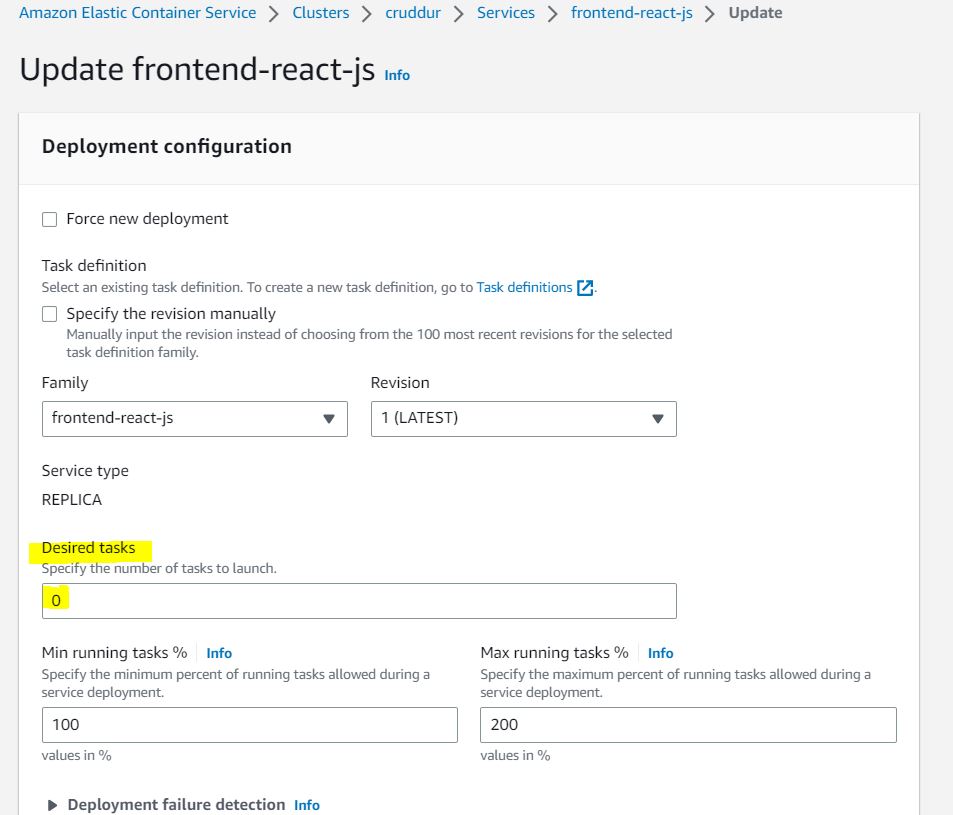 Amazon Elastic Container Service > Clusters > cruddur > Services > frontend-react-js > Update
Update frontend-react-js Info
Deployment configuration
Force new deployment
Task definition
Select an existing task definition. To create a new task definition, go to Task definitions.
Specify the revision manually
Manually input the revision instead of choosing from the 100 most recent revisions for the selected
task definition family.
Family
Revision
frontend-react-js
1 (LATEST)
Service type
REPLICA
Desired tasks
Specify the number of tasks to launch.
0
Min running tasks % Info
Specify the minimum percent of running tasks allowed during a
service deployment.
100
values in %
Max running tasks % Info
Specify the maximum percent of running tasks allowed during a
service deployment.
200
values in %
Deployment failure detection Info